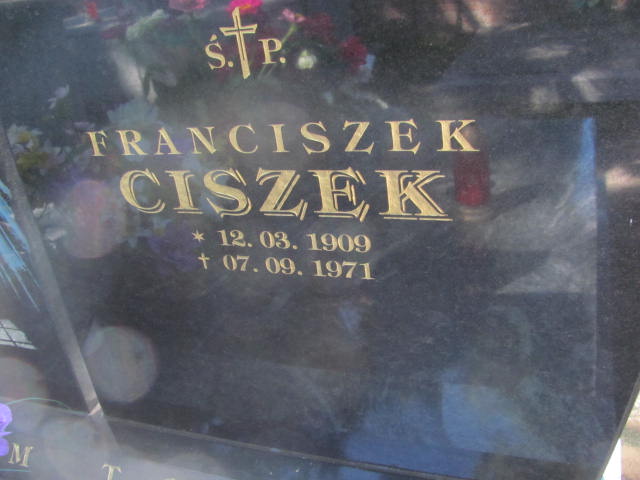 Ś.†P.
FRANCISZEK
CISZEK
* 12. 03. 1909
† 07. 09. 1971
M T